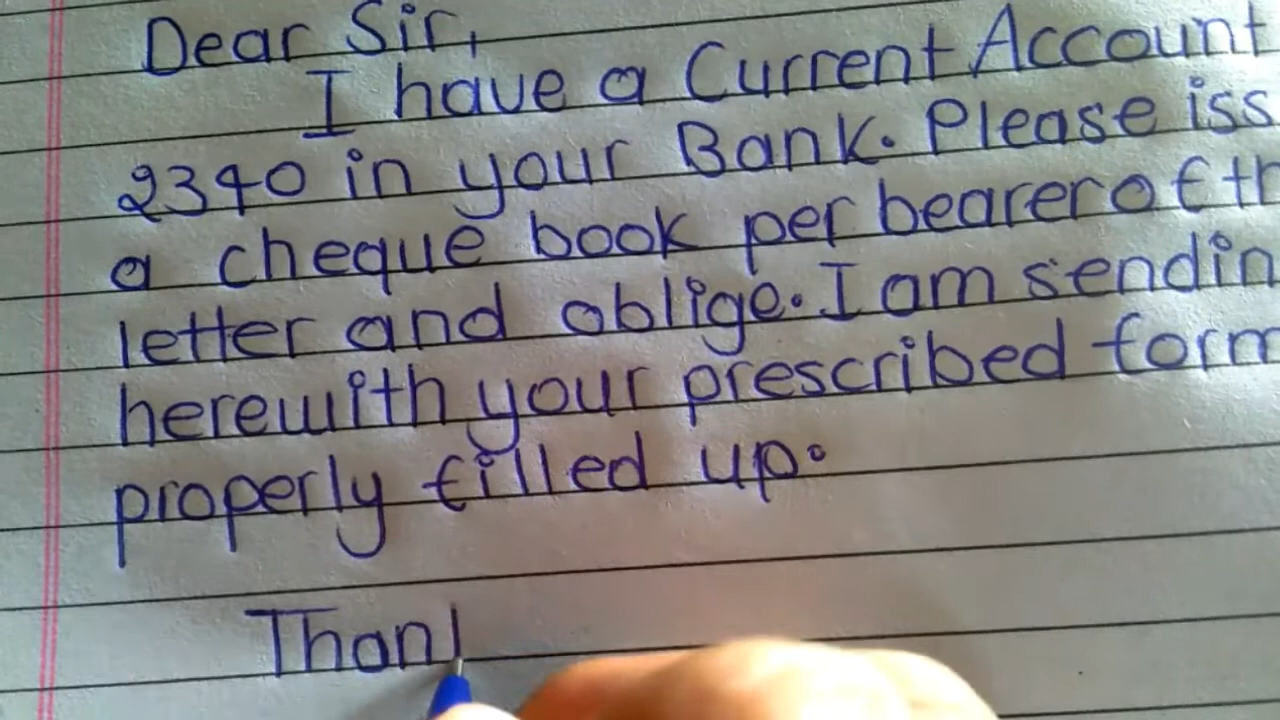 Dear Sir,
I have a Current Account
2340 in your Bank. Please iss
a cheque book per bearer of th
letter and oblige. I am sendin
herewith your prescribed form
properly filled up.
Than